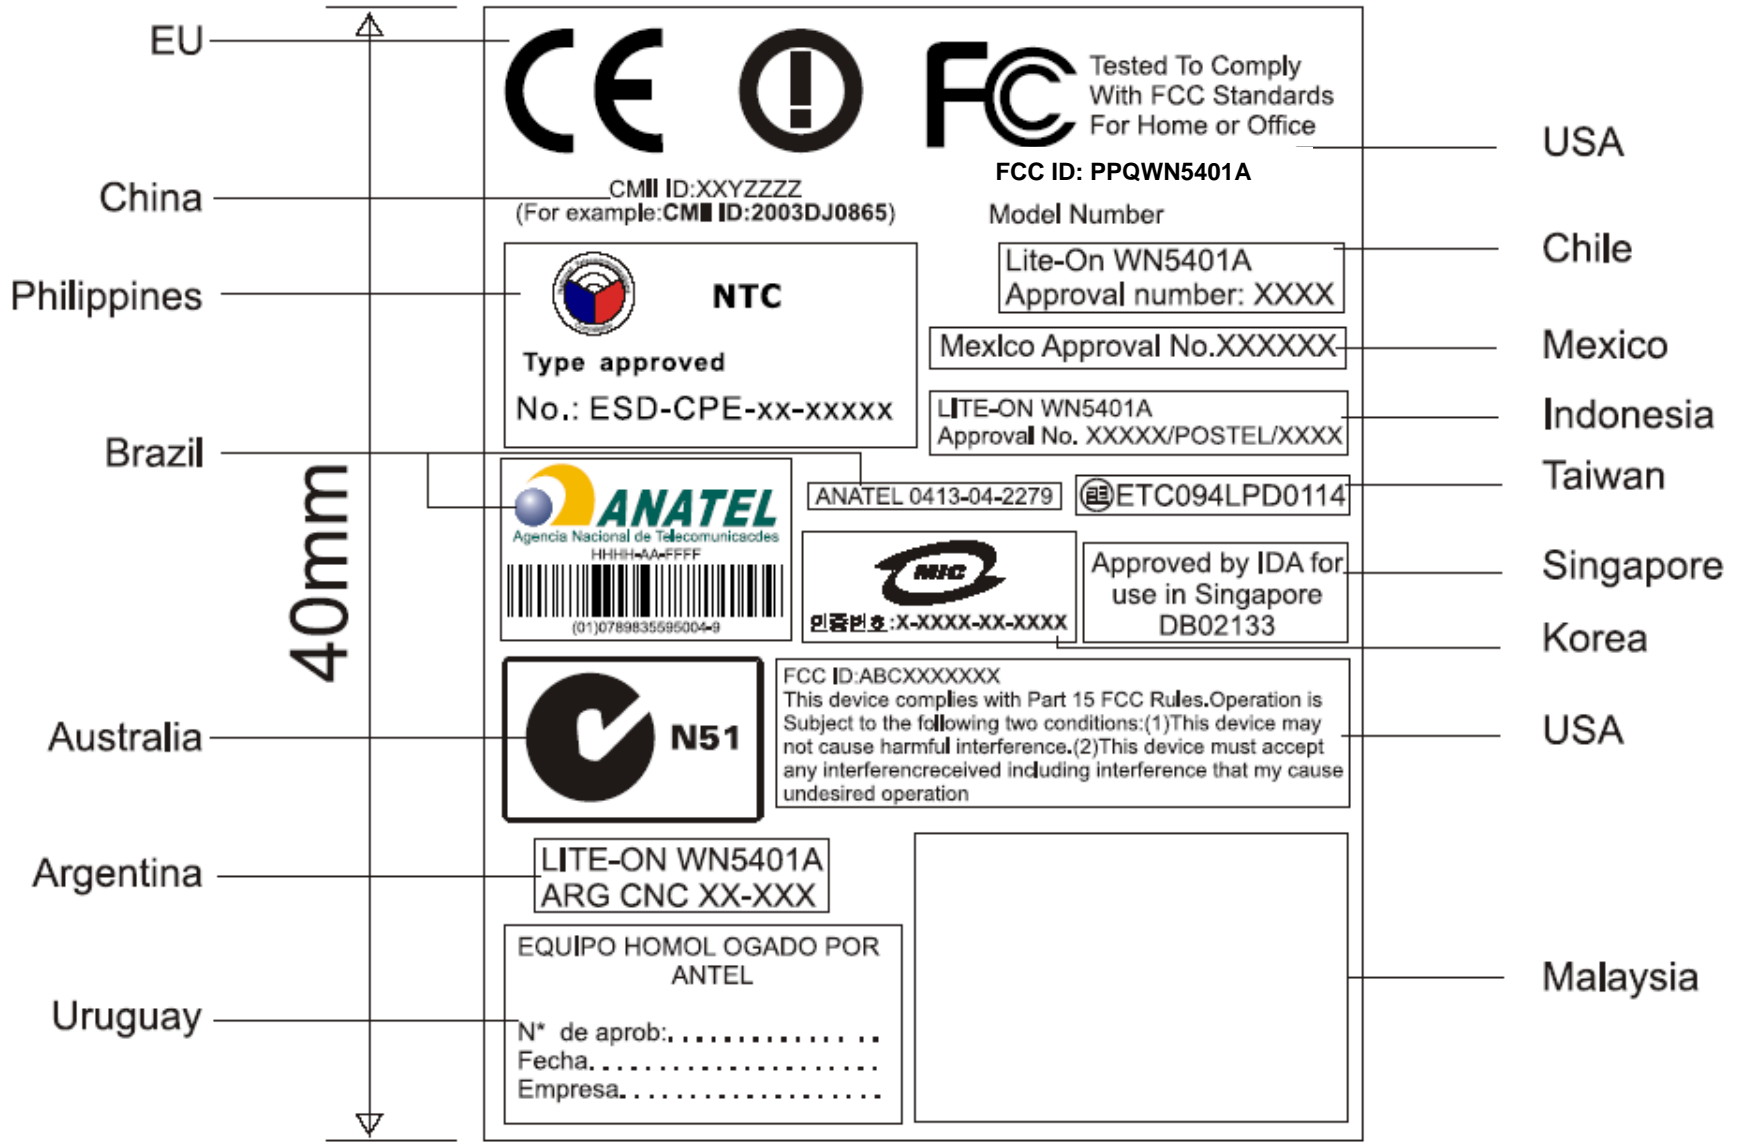 EU
CE
FC
Tested To Comply
With FCC Standards
For Home or Office
USA
FCC ID: PPQWN5401A
China
CMII ID:XXYZZZZ
(For example:CMII ID:2003DJ0865)
Model Number
Philippines
NTC
Type approved
No.: ESD-CPE-xx-xxxxx
Lite-On WN5401A
Approval number: XXXX
Chile
MexIco Approval No.XXXXXX
Mexico
LITE-ON WN5401A
Approval No. XXXXX/POSTEL/XXXX
Indonesia
Brazil
40mm
ANATEL
Agencia Nacional de Telecomunicacdes
HHHH-AA-FFFF
(01)0789835595004-9
ANATEL 0413-04-2279
ETC094LPD0114
Taiwan
MIC
인증번호:X-XXXX-XX-XXXX
Approved by IDA for
use in Singapore
DB02133
Singapore
Korea
Australia
N51
FCC ID:ABCXXXXXXX
This device complies with Part 15 FCC Rules.Operation is
Subject to the following two conditions:(1)This device may
not cause harmful interference.(2)This device must accept
any interferencreceived including interference that my cause
undesired operation
USA
Argentina
LITE-ON WN5401A
ARG CNC XX-XXX
Uruguay
EQUIPO HOMOL OGADO POR
ANTEL
N* de aprob:. . . . . . . . . . . . . . .
Fecha. . . . . . . . . . . . . . . . . . . . .
Empresa. . . . . . . . . . . . . . . . . . .
Malaysia